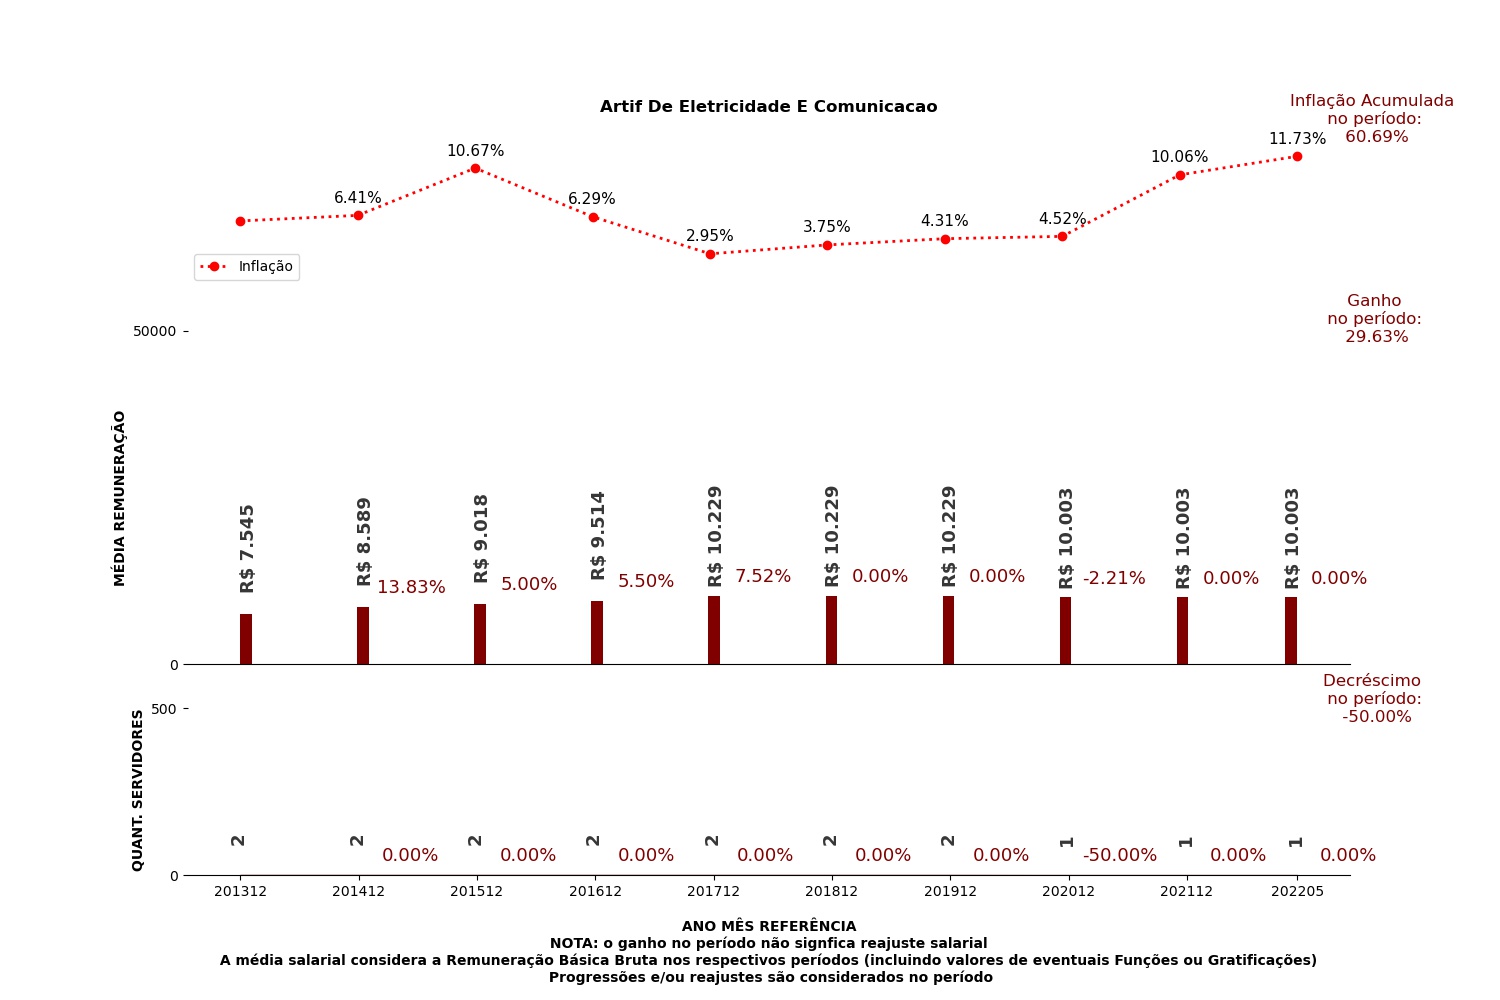 Artif De Eletricidade E Comunicacao
Inflação Acumulada
no período:
60.69%
6.41%
10.67%
6.29%
2.95%
3.75%
4.31%
4.52%
10.06%
11.73%
Inflação
Ganho
no período:
29.63%
50000
0
MÉDIA REMUNERAÇÃO
R$ 7.545
R$ 8.589
R$ 9.018
R$ 9.514
R$ 10.229
R$ 10.229
R$ 10.229
R$ 10.003
R$ 10.003
R$ 10.003
13.83%
5.00%
5.50%
7.52%
0.00%
0.00%
-2.21%
0.00%
0.00%
Decréscimo
no período:
-50.00%
500
0
QUANT. SERVIDORES
2
2
2
2
2
2
2
1
1
1
0.00%
0.00%
0.00%
0.00%
0.00%
0.00%
-50.00%
0.00%
0.00%
201312
201412
201512
201612
201712
201812
201912
202012
202112
202205
ANO MÊS REFERÊNCIA
NOTA: o ganho no período não signfica reajuste salarial
A média salarial considera a Remuneração Básica Bruta nos respectivos períodos (incluindo valores de eventuais Funções ou Gratificações)
Progressões e/ou reajustes são considerados no período